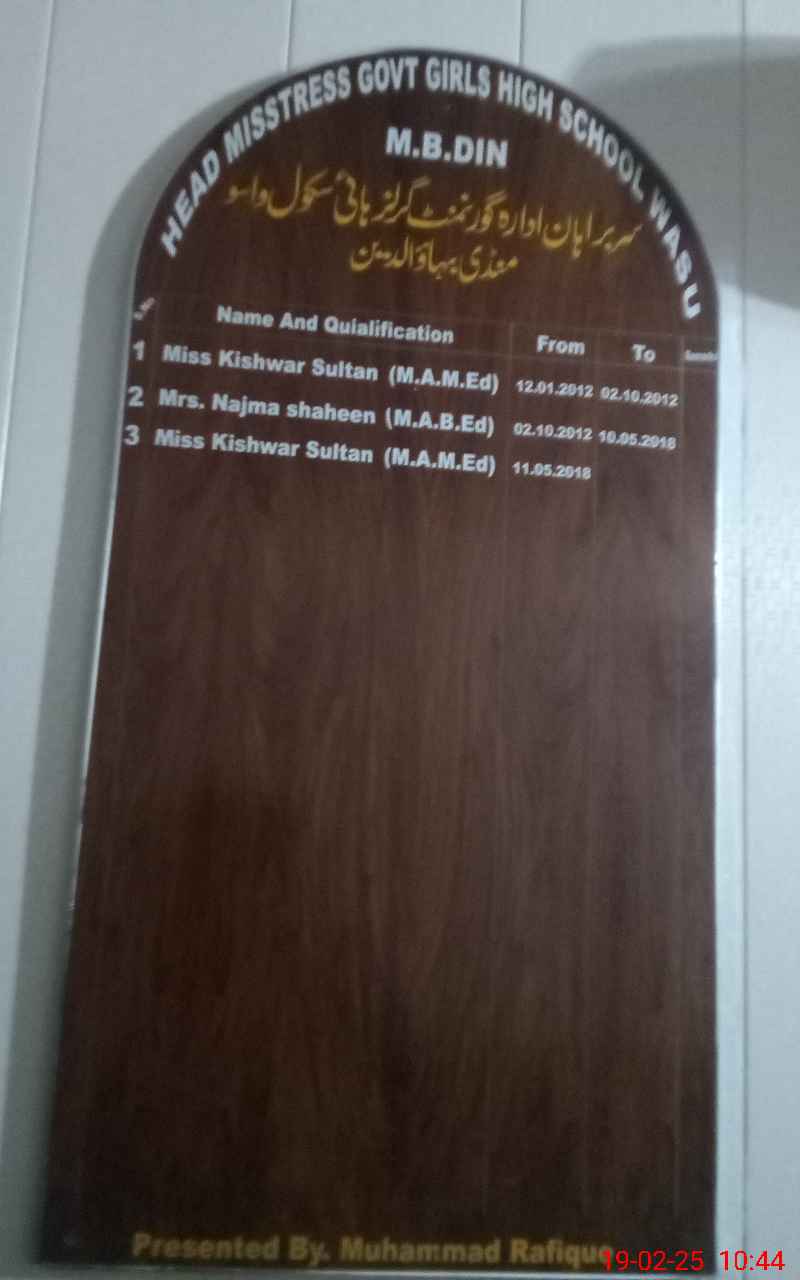 HEAD MISSTRESS GOVT GIRLS HIGH SCHOOL WASU
M.B.DIN
سربراہان ادارہ گورنمنٹ گرلز ہائی سکول واسو
منڈی بہاؤالدین
Name And Quialification From To
1 Miss Kishwar Sultan (M.A.M.Ed) 12.01.2012 02.10.2012
2 Mrs. Najma shaheen (M.A.B.Ed) 02.10.2012 10.05.2018
3 Miss Kishwar Sultan (M.A.M.Ed) 11.05.2018
Presented By. Muhammad Rafique
19-02-25 10:44